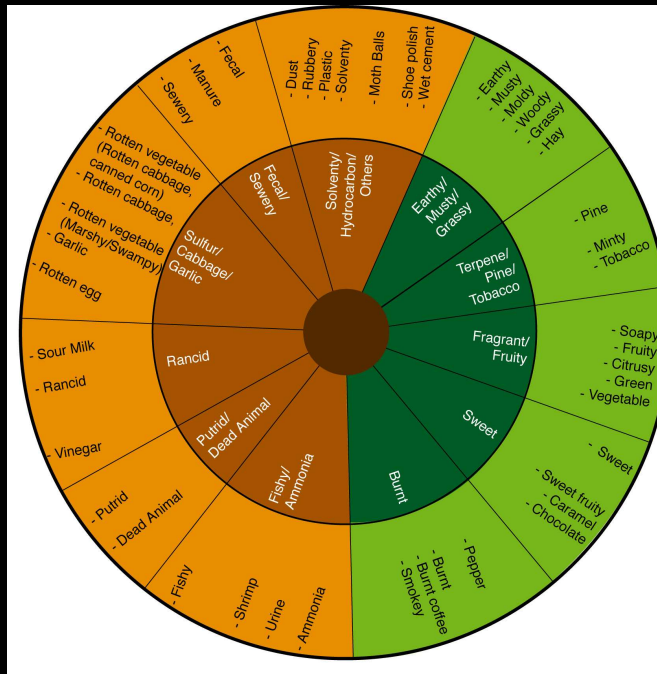 - Dust
- Rubbery
- Plastic
- Solventy
- Moth Balls
- Shoe polish
- Wet cement
Solventy/
Hydrocarbon/
Others
- Earthy
- Musty
- Moldy
- Woody
- Grassy
- Hay
Earthy/
Musty/
Grassy
- Pine
- Minty
- Tobacco
Terpene/
Pine/
Tobacco
- Soapy
- Fruity
- Citrusy
- Green
- Vegetable
Fragrant/
Fruity
- Sweet
- Sweet fruity
- Caramel
- Chocolate
Sweet
- Pepper
- Burnt
- Burnt coffee
- Smokey
Burnt
- Fishy
- Shrimp
- Urine
- Ammonia
Fishy/
Ammonia
- Putrid
- Dead Animal
Putrid/
Dead Animal
- Sour Milk
- Rancid
- Vinegar
Rancid
- Rotten vegetable
(Rotten cabbage,
canned corn)
- Rotten cabbage,
- Rotten vegetable
(Marshy/Swampy)
- Garlic
- Rotten egg
Sulfur/
Cabbage/
Garlic
- Fecal
- Manure
- Sewery
Fecal/
Sewery